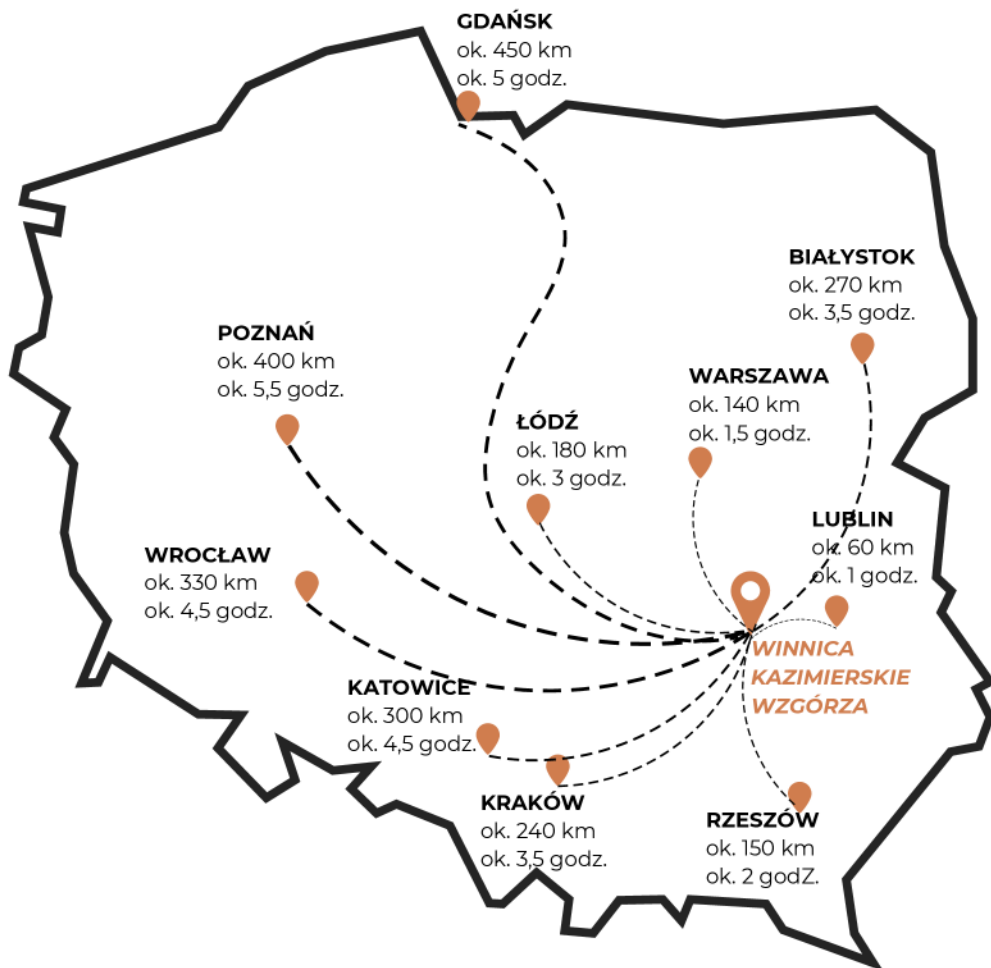 GDAŃSK
ok. 450 km
ok. 5 godz.
BIAŁYSTOK
ok. 270 km
ok. 3,5 godz.
POZNAŃ
ok. 400 km
ok. 5,5 godz.
WARSZAWA
ok. 140 km
ok. 1,5 godz.
ŁÓDŹ
ok. 180 km
ok. 3 godz.
LUBLIN
ok. 60 km
ok. 1 godz.
WROCŁAW
ok. 330 km
ok. 4,5 godz.
WINNICA
KAZIMIERSKIE
WZGÓRZA
KATOWICE
ok. 300 km
ok. 4,5 godz.
KRAKÓW
ok. 240 km
ok. 3,5 godz.
RZESZÓW
ok. 150 km
ok. 2 godZ.